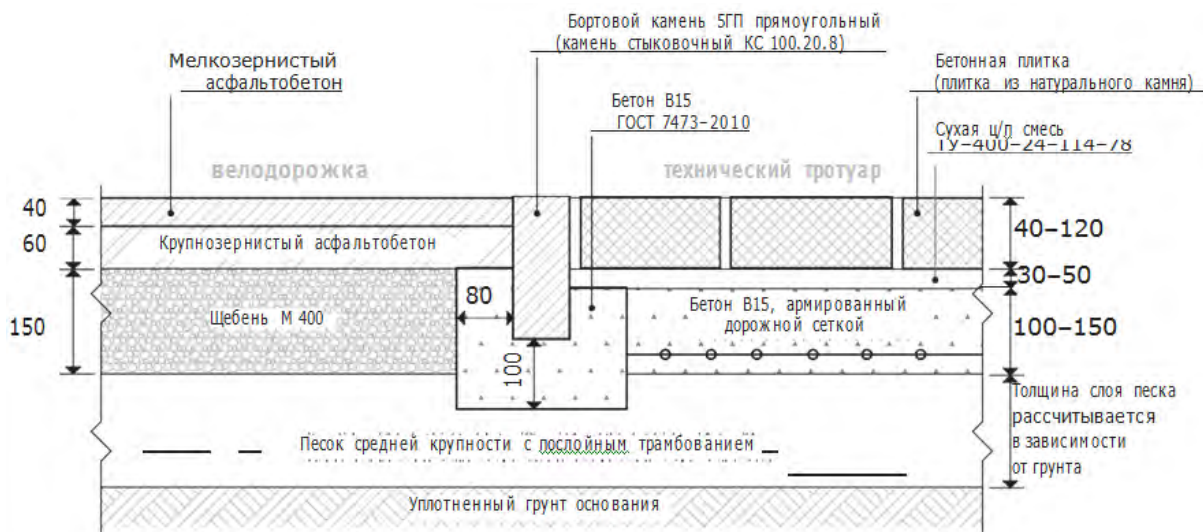 Бортовой камень 5ГП прямоугольный
(камень стыковочный КС 100.20.8)
Мелкозернистый
асфальтобетон
Бетон В15
ГОСТ 7473-2010
Бетонная плитка
(плитка из натурального камня)
Сухая ц/п смесь
ТУ-400-24-114-78
велодорожка
технический тротуар
40
60
Крупнозернистый асфальтобетон
40-120
30-50
80
150
Щебень М 400
Бетон В15, армированный
дорожной сеткой
100-150
100
Толщина слоя песка
рассчитывается
в зависимости
от грунта
Песок средней крупности с послойным трамбованием
Уплотненный грунт основания